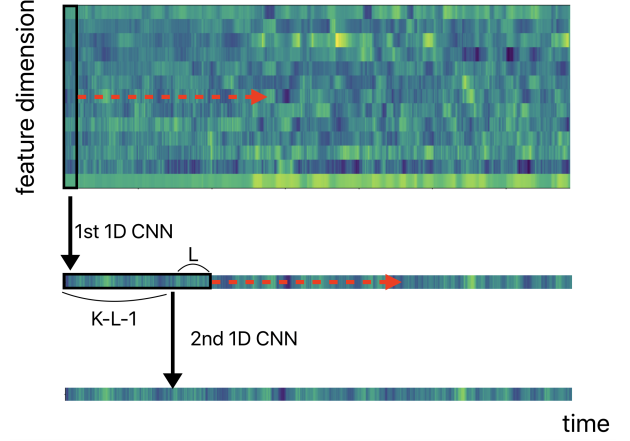 feature dimension
1st 1D CNN
L
K-L-1
2nd 1D CNN
time